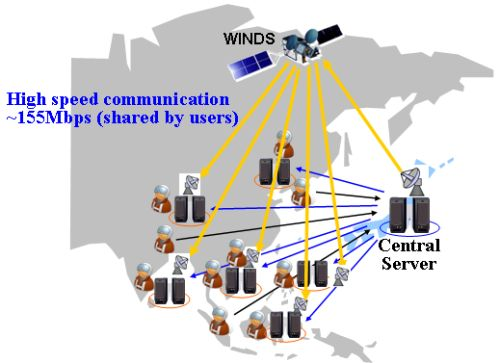 WINDS
High speed communication
~155Mbps (shared by users)
Central
Server